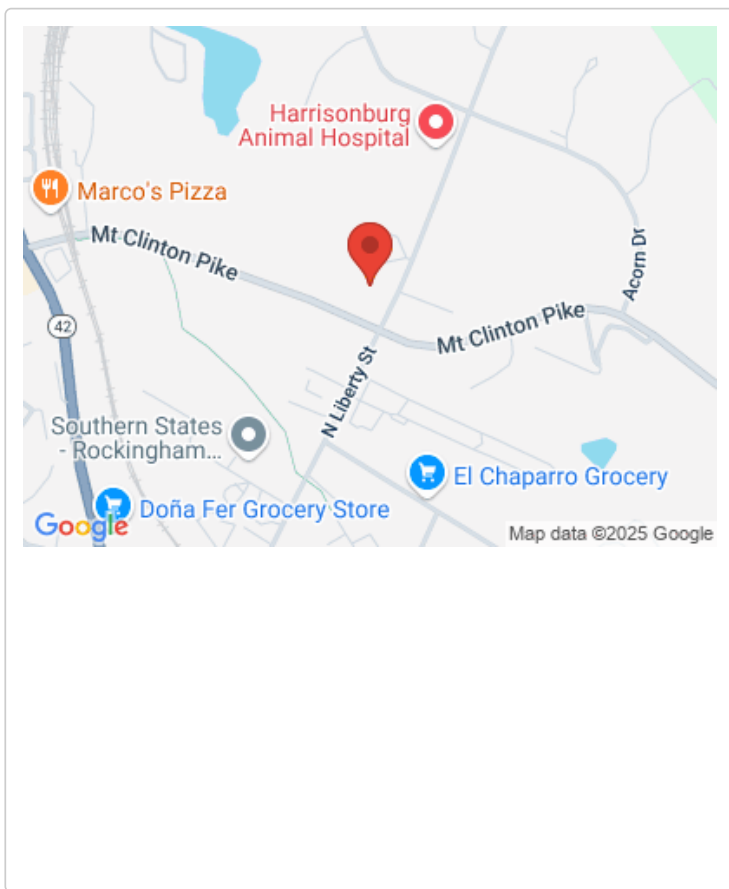 Harrisonburg
Animal Hospital
Marco's Pizza
Mt Clinton Pike
Acorn Dr
42
Mt Clinton Pike
N Liberty St
Southern States
- Rockingham...
El Chaparro Grocery
Doña Fer Grocery Store
Google
Map data ©2025 Google